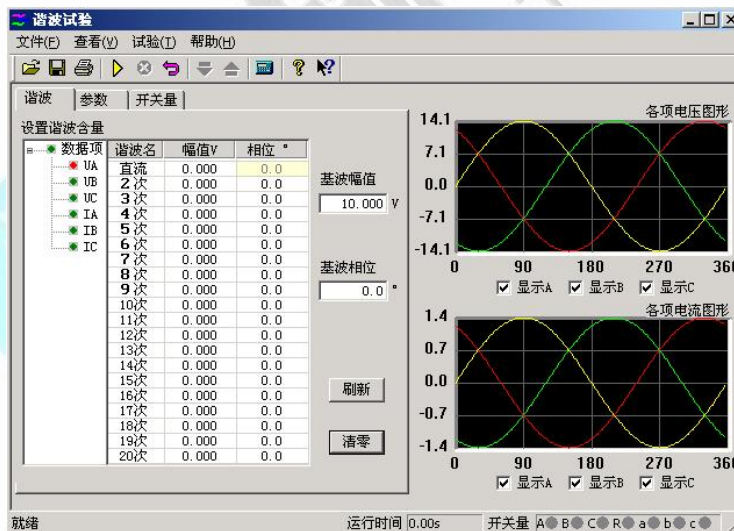 谐波试验
文件(F) 查看(V) 试验(T) 帮助(H)
谐波 参数 开关量
设置谐波含量
数据项
UA
UB
UC
IA
IB
IC
谐波名 幅值V 相位 °
直流 0.000 0.0
2次 0.000 0.0
3次 0.000 0.0
4次 0.000 0.0
5次 0.000 0.0
6次 0.000 0.0
7次 0.000 0.0
8次 0.000 0.0
9次 0.000 0.0
10次 0.000 0.0
11次 0.000 0.0
12次 0.000 0.0
13次 0.000 0.0
14次 0.000 0.0
15次 0.000 0.0
16次 0.000 0.0
17次 0.000 0.0
18次 0.000 0.0
19次 0.000 0.0
20次 0.000 0.0
基波幅值
10.000 V
基波相位
0.0 °
刷新
清零
各项电压图形
14.1
7.1
0.0
-7.1
-14.1
0 90 180 270 360
显示A 显示B 显示C
各项电流图形
1.4
0.7
0.0
-0.7
-1.4
0 90 180 270 360
显示A 显示B 显示C
就绪 运行时间 0.00s 开关量 A B C R a b c